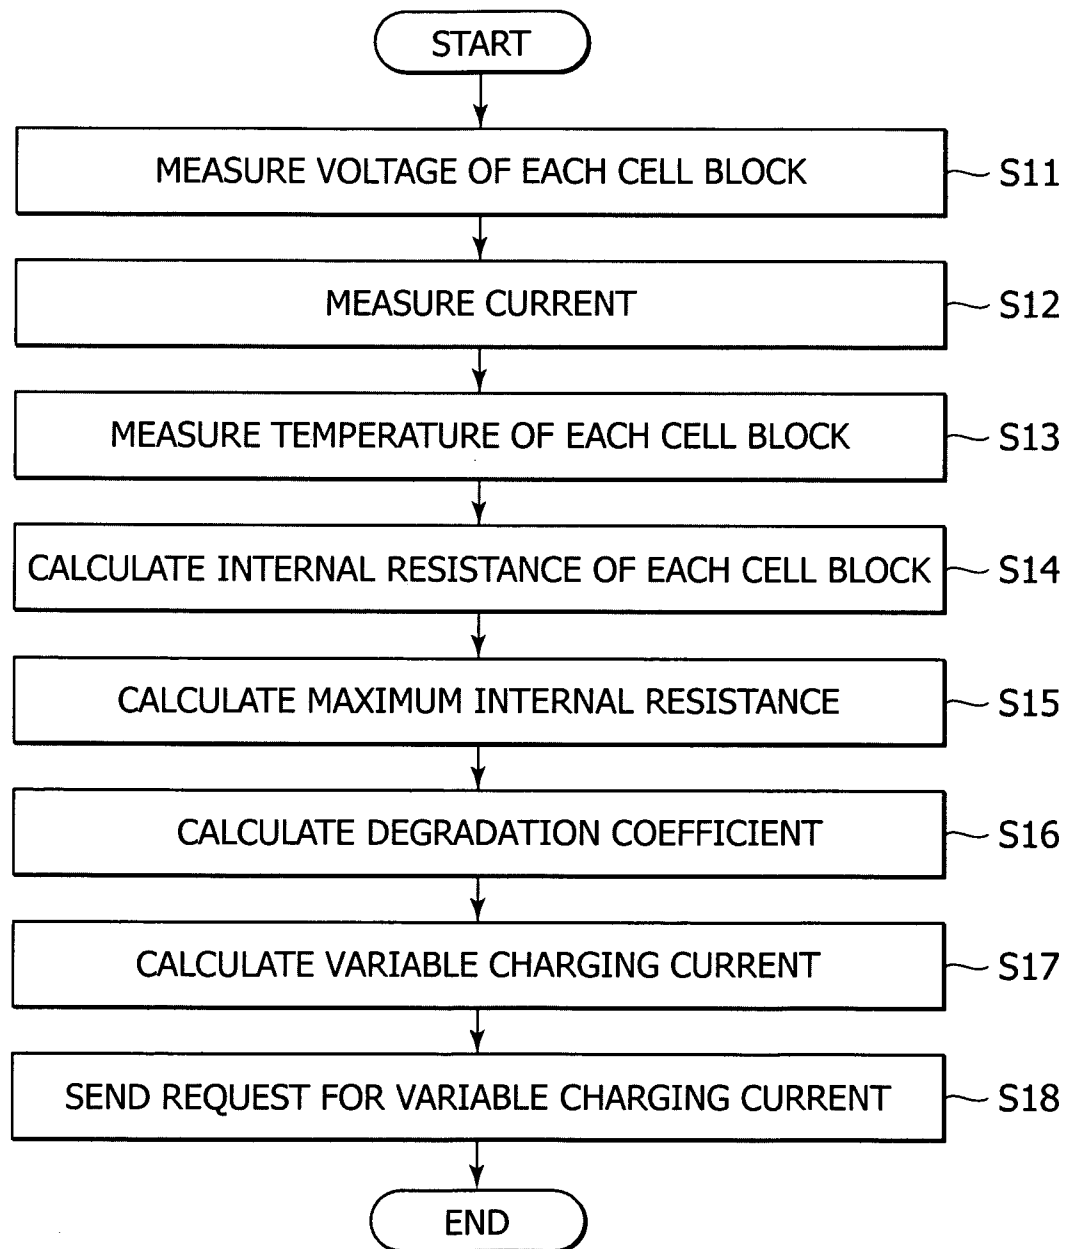 START
MEASURE VOLTAGE OF EACH CELL BLOCK
S11
MEASURE CURRENT
S12
MEASURE TEMPERATURE OF EACH CELL BLOCK
S13
CALCULATE INTERNAL RESISTANCE OF EACH CELL BLOCK
S14
CALCULATE MAXIMUM INTERNAL RESISTANCE
S15
CALCULATE DEGRADATION COEFFICIENT
S16
CALCULATE VARIABLE CHARGING CURRENT
S17
SEND REQUEST FOR VARIABLE CHARGING CURRENT
S18
END